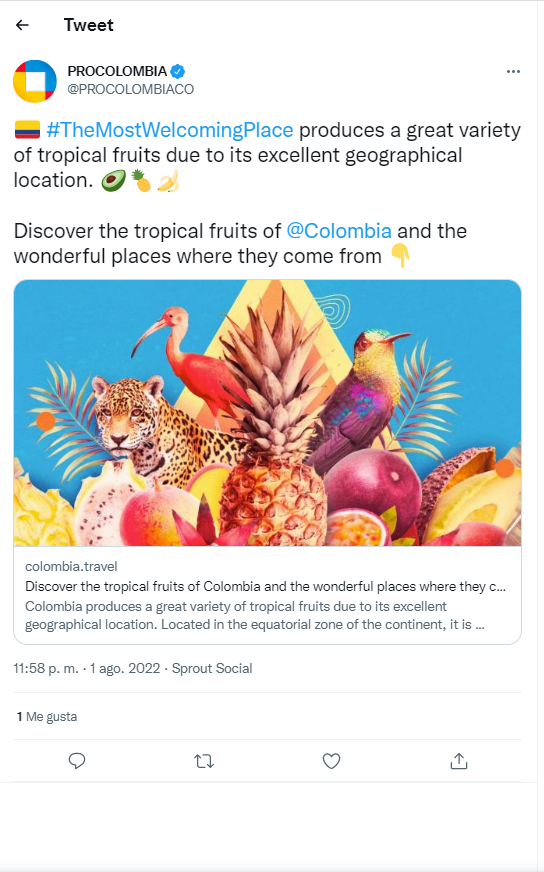 Tweet
PROCOLOMBIA
@PROCOLOMBIACO
🇨🇴 #TheMostWelcomingPlace produces a great variety
of tropical fruits due to its excellent geographical
location. 🥑🍍🍌
Discover the tropical fruits of @Colombia and the
wonderful places where they come from 👇
colombia.travel
Discover the tropical fruits of Colombia and the wonderful places where they c...
Colombia produces a great variety of tropical fruits due to its excellent
geographical location. Located in the equatorial zone of the continent, it is ...
11:58 p. m. · 1 ago. 2022 · Sprout Social
1 Me gusta